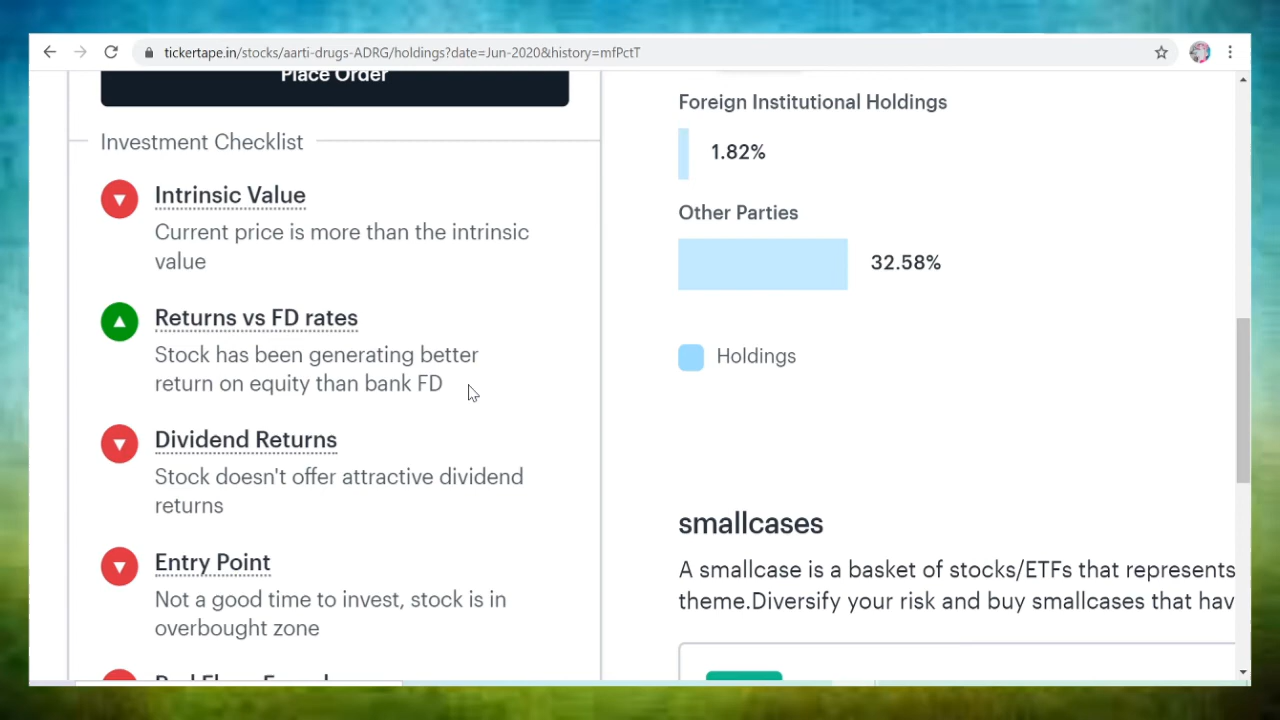 tickertape.in/stocks/aarti-drugs-ADRG/holdings?date=Jun-2020&history=mfPctT
Place Order
Investment Checklist
Intrinsic Value
Current price is more than the intrinsic
value
Returns vs FD rates
Stock has been generating better
return on equity than bank FD
Dividend Returns
Stock doesn't offer attractive dividend
returns
Entry Point
Not a good time to invest, stock is in
overbought zone
Foreign Institutional Holdings
1.82%
Other Parties
32.58%
Holdings
smallcases
A smallcase is a basket of stocks/ETFs that represents
theme.Diversify your risk and buy smallcases that hav